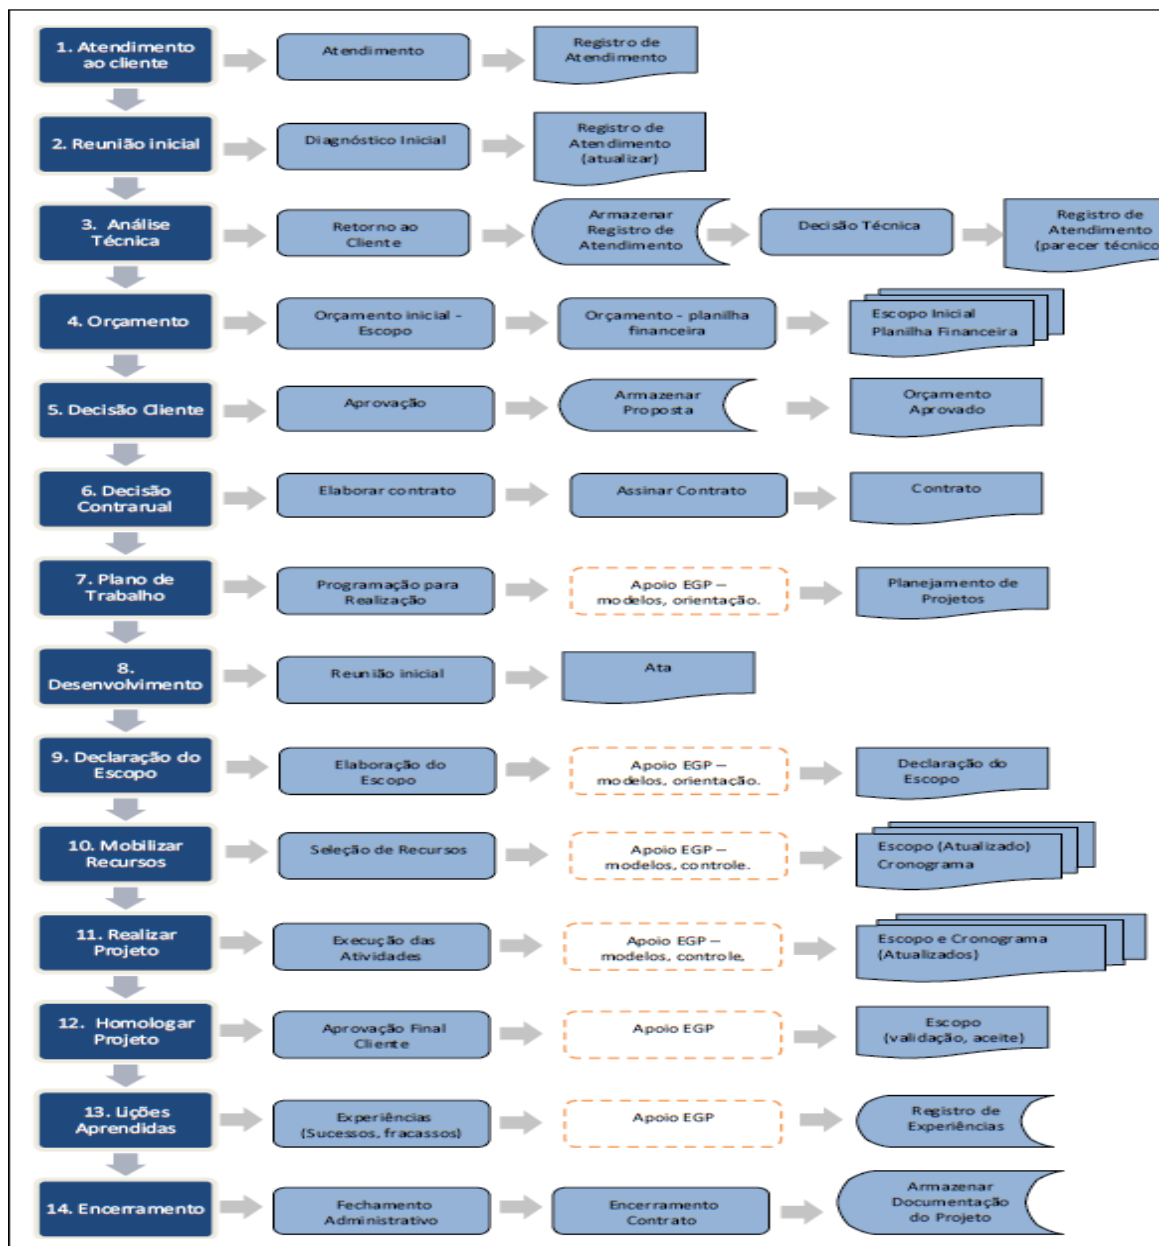 1. Atendimento
ao cliente
Atendimento
Registro de
Atendimento
2. Reunião inicial
Diagnóstico Inicial
Registro de
Atendimento
(atualizar)
3. Análise
Técnica
Retorno ao
Cliente
Armazenar
Registro de
Atendimento
Decisão Técnica
Registro de
Atendimento
(parecer técnico
4. Orçamento
Orçamento inicial -
Escopo
Orçamento - planilha
financeira
Escopo Inicial
Planilha Financeira
5. Decisão Cliente
Aprovação
Armazenar
Proposta
Orçamento
Aprovado
6. Decisão
Contrarual
Elaborar contrato
Assinar Contrato
Contrato
7. Plano de
Trabalho
Programação para
Realização
Apoio EGP –
modelos, orientação.
Planejamento de
Projetos
8.
Desenvolvimento
Reunião inicial
Ata
9. Declaração do
Escopo
Elaboração do
Escopo
Apoio EGP –
modelos, orientação.
Declaração do
Escopo
10. Mobilizar
Recursos
Seleção de Recursos
Apoio EGP –
modelos, controle.
Escopo (Atualizado)
Cronograma
11. Realizar
Projeto
Execução das
Atividades
Apoio EGP –
modelos, controle.
Escopo e Cronograma
(Atualizados)
12. Homologar
Projeto
Aprovação Final
Cliente
Apoio EGP
Escopo
(validação, aceite)
13. Lições
Aprendidas
Experiências
(Sucessos, fracassos)
Apoio EGP
Registro de
Experiências
14. Encerramento
Fechamento
Administrativo
Encerramento
Contrato
Armazenar
Documentação
do Projeto